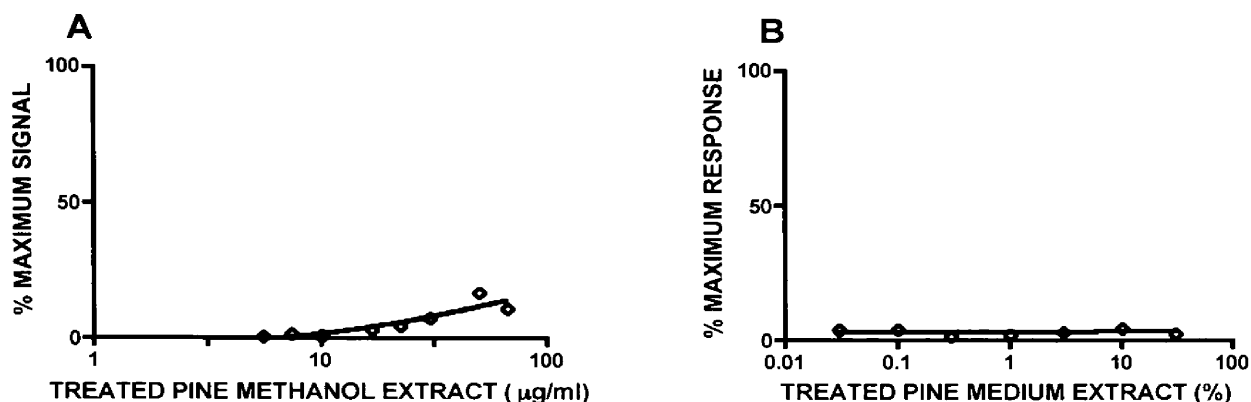 A
% MAXIMUM SIGNAL
100
50
0
1
10
100
TREATED PINE METHANOL EXTRACT ( µg/ml)
B
% MAXIMUM RESPONSE
100
50
0
0.01
0.1
1
10
100
TREATED PINE MEDIUM EXTRACT (%)